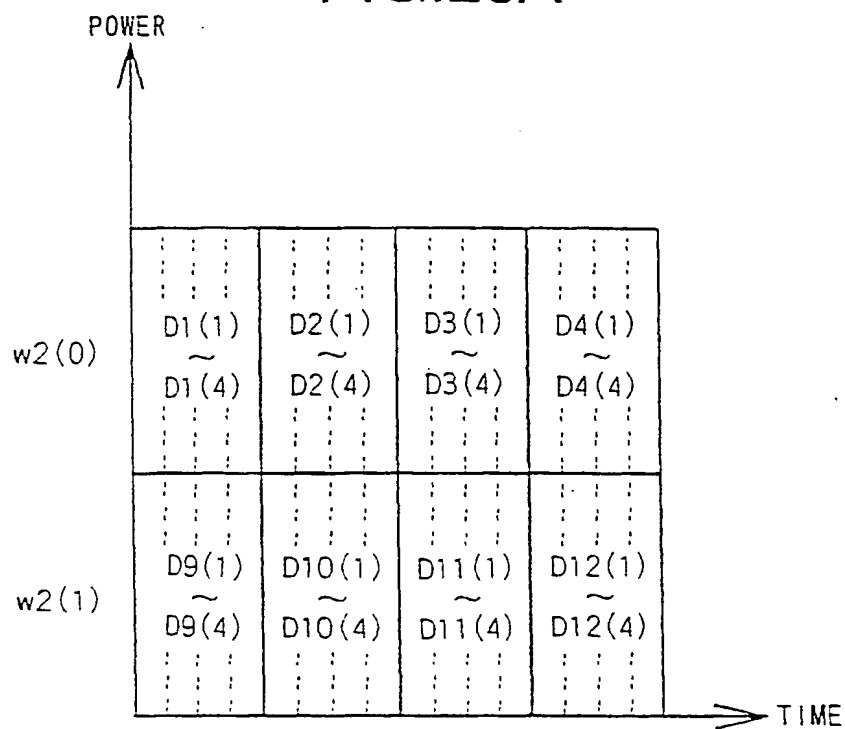 POWER
w2(0)
D1(1) D2(1) D3(1) D4(1)
~ ~ ~ ~
D1(4) D2(4) D3(4) D4(4)
w2(1)
D9(1) D10(1) D11(1) D12(1)
~ ~ ~ ~
D9(4) D10(4) D11(4) D12(4)
TIME